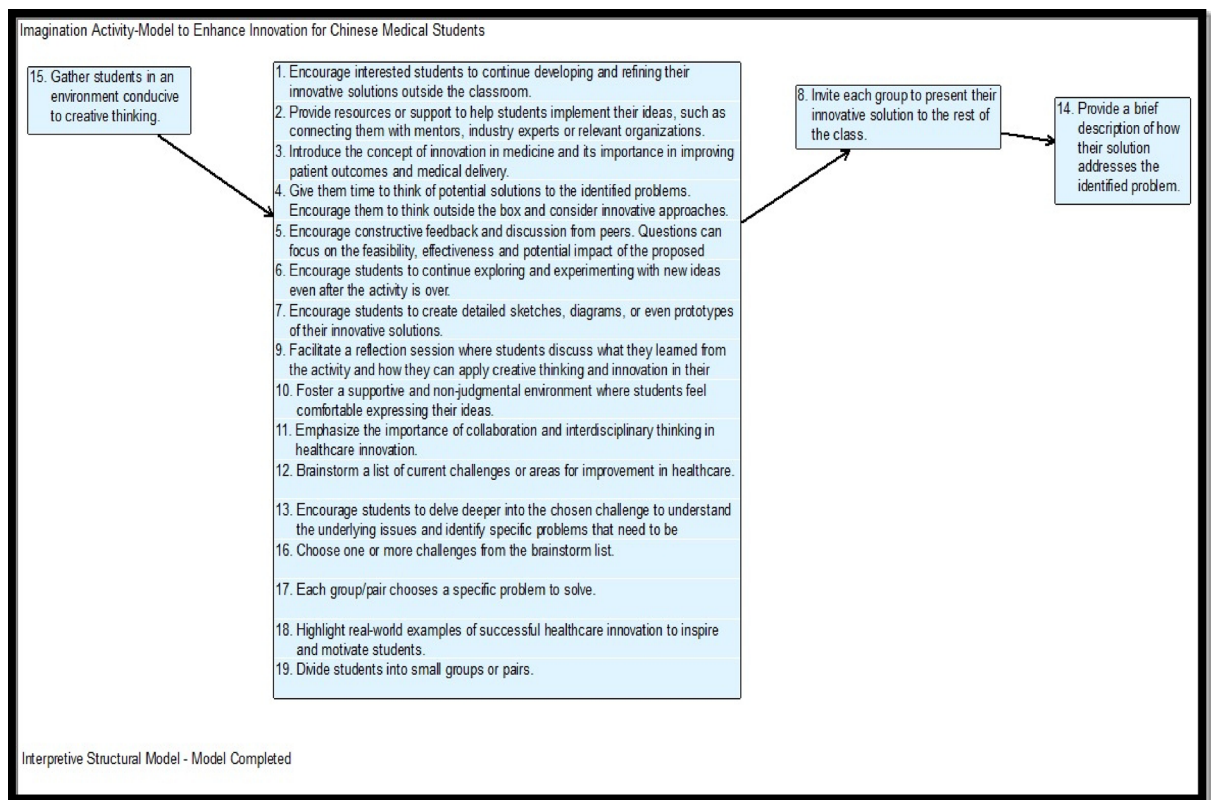 Imagination Activity-Model to Enhance Innovation for Chinese Medical Students
15. Gather students in an
environment conducive
to creative thinking.
1. Encourage interested students to continue developing and refining their
innovative solutions outside the classroom.
2. Provide resources or support to help students implement their ideas, such as
connecting them with mentors, industry experts or relevant organizations.
3. Introduce the concept of innovation in medicine and its importance in improving
patient outcomes and medical delivery.
4. Give them time to think of potential solutions to the identified problems.
Encourage them to think outside the box and consider innovative approaches.
5. Encourage constructive feedback and discussion from peers. Questions can
focus on the feasibility, effectiveness and potential impact of the proposed
6. Encourage students to continue exploring and experimenting with new ideas
even after the activity is over.
7. Encourage students to create detailed sketches, diagrams, or even prototypes
of their innovative solutions.
9. Facilitate a reflection session where students discuss what they learned from
the activity and how they can apply creative thinking and innovation in their
10. Foster a supportive and non-judgmental environment where students feel
comfortable expressing their ideas.
11. Emphasize the importance of collaboration and interdisciplinary thinking in
healthcare innovation.
12. Brainstorm a list of current challenges or areas for improvement in healthcare.
13. Encourage students to delve deeper into the chosen challenge to understand
the underlying issues and identify specific problems that need to be
16. Choose one or more challenges from the brainstorm list.
17. Each group/pair chooses a specific problem to solve.
18. Highlight real-world examples of successful healthcare innovation to inspire
and motivate students.
19. Divide students into small groups or pairs.
8. Invite each group to present their
innovative solution to the rest of
the class.
14. Provide a brief
description of how
their solution
addresses the
identified problem.
Interpretive Structural Model - Model Completed